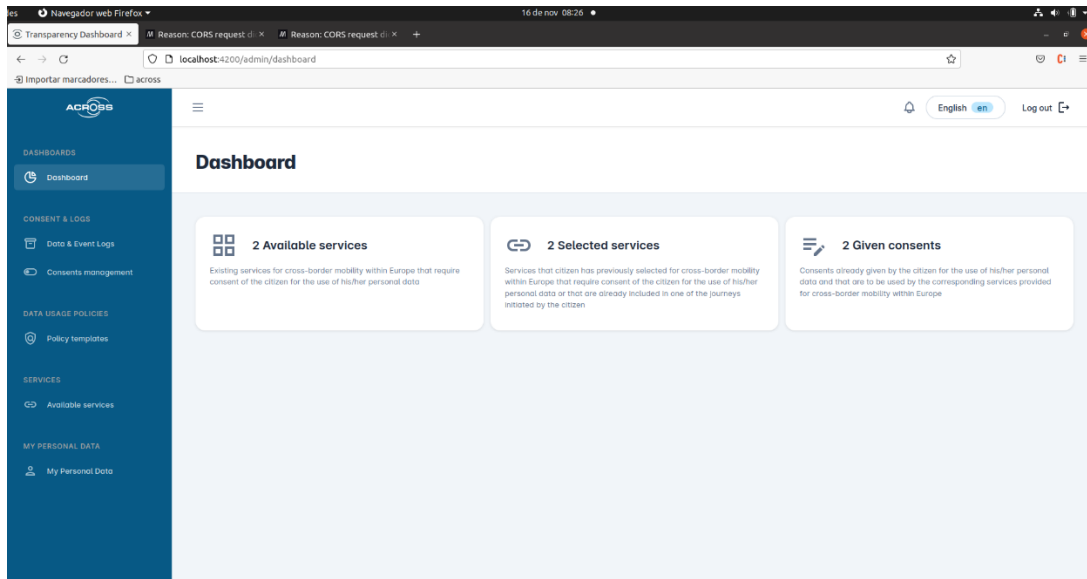 Navegador web Firefox
16 de nov 08:26
Transparency Dashboard
Reason: CORS request di
Reason: CORS request di
localhost:4200/admin/dashboard
Importar marcadores...
across
ACROSS
English en
Log out
DASHBOARDS
Dashboard
Dashboard
CONSENT & LOGS
Data & Event Logs
Consents management
DATA USAGE POLICIES
Policy templates
SERVICES
Available services
MY PERSONAL DATA
My Personal Data
2 Available services
Existing services for cross-border mobility within Europe that require
consent of the citizen for the use of his/her personal data
2 Selected services
Services that citizen has previously selected for cross-border mobility
within Europe that require consent of the citizen for the use of his/her
personal data or that are already included in one of the journeys
initiated by the citizen
2 Given consents
Consents already given by the citizen for the use of his/her personal
data and that are to be used by the corresponding services provided
for cross-border mobility within Europe